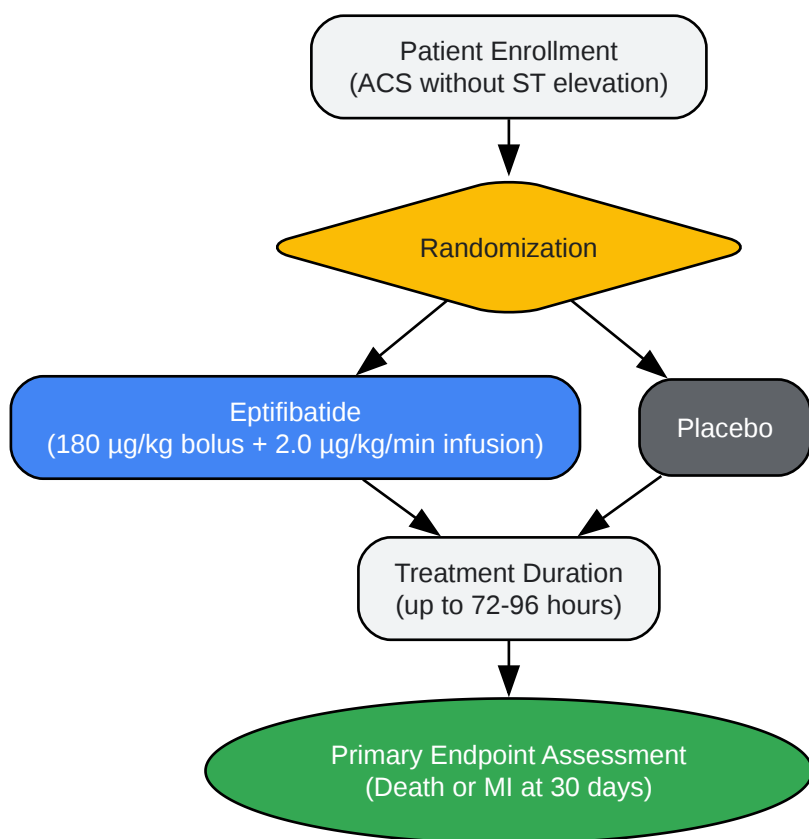 Patient Enrollment
(ACS without ST elevation)
Randomization
Eptifibatide
(180 µg/kg bolus + 2.0 µg/kg/min infusion)
Placebo
Treatment Duration
(up to 72-96 hours)
Primary Endpoint Assessment
(Death or MI at 30 days)